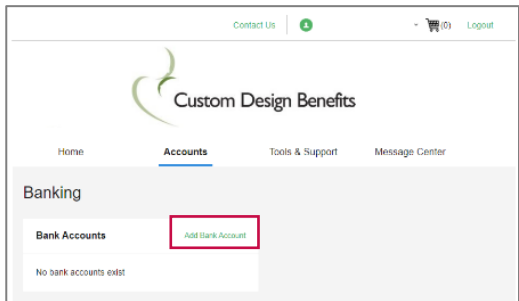 Contact Us
(0) Logout
Custom Design Benefits
Home Accounts Tools & Support Message Center
Banking
Bank Accounts Add Bank Account
No bank accounts exist